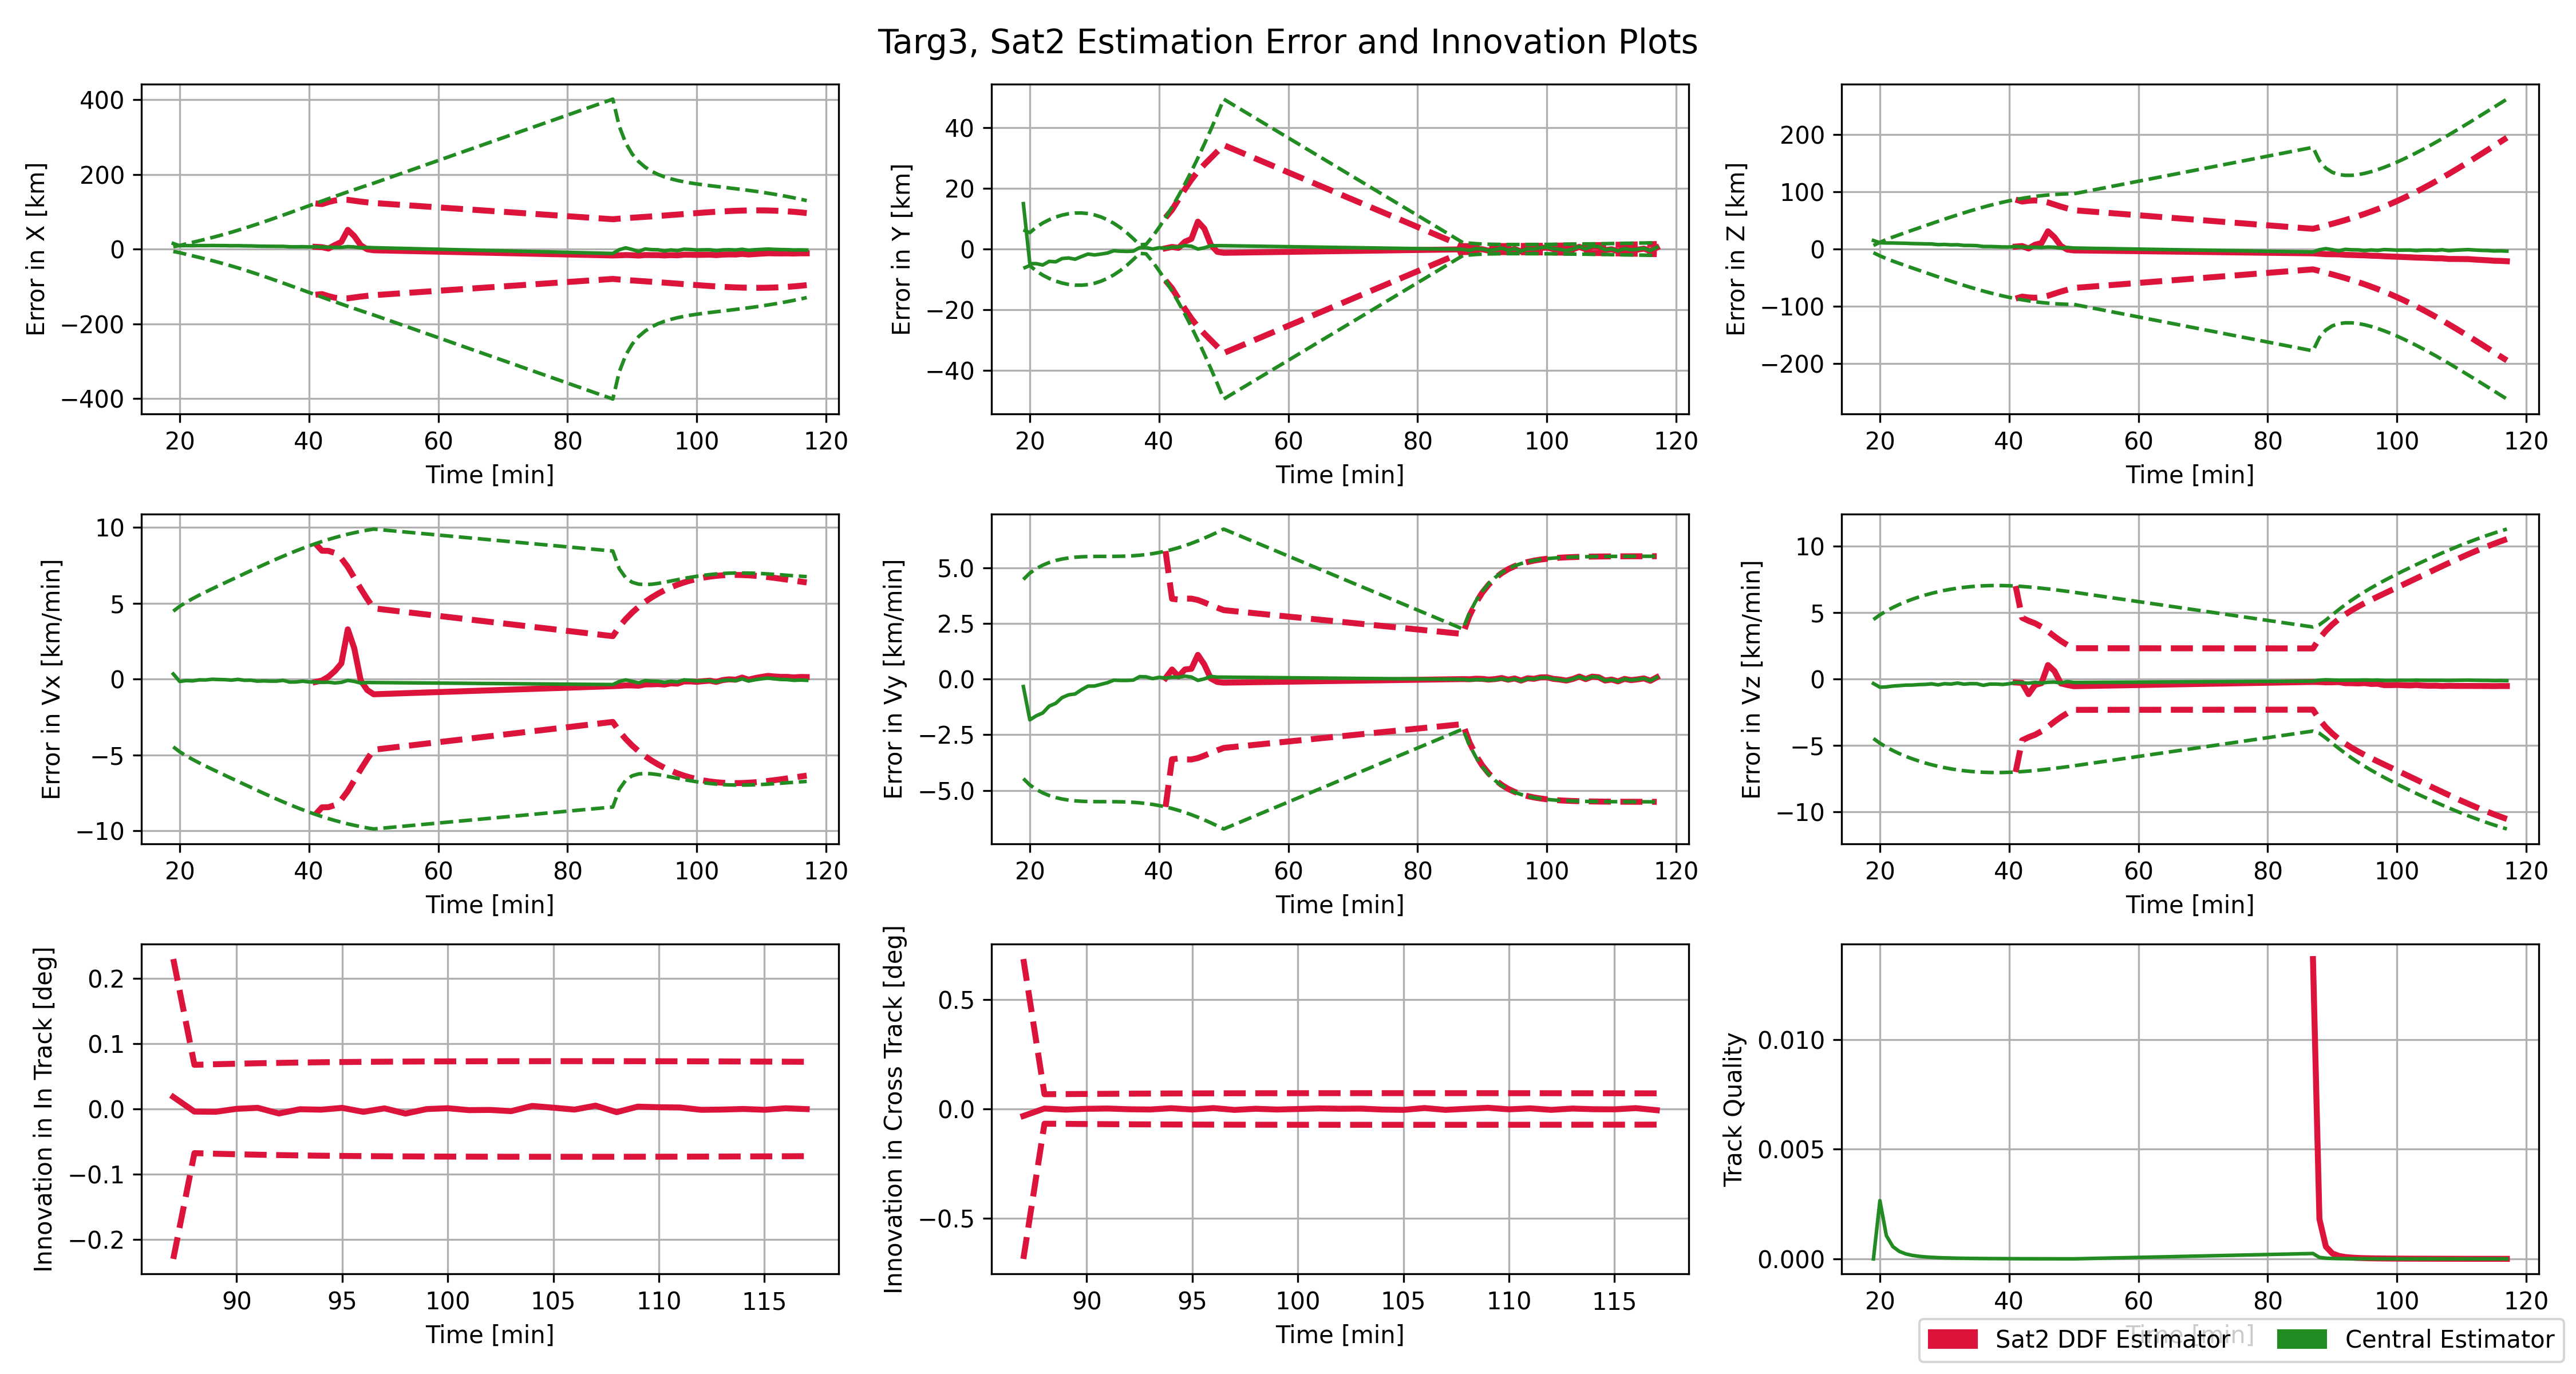 Targ3, Sat2 Estimation Error and Innovation Plots
Error in X [km]
400
200
0
−200
−400
20 40 60 80 100 120
Time [min]
Error in Y [km]
40
20
0
−20
−40
20 40 60 80 100 120
Time [min]
Error in Z [km]
200
100
0
−100
−200
20 40 60 80 100 120
Time [min]
Error in Vx [km/min]
10
5
0
−5
−10
20 40 60 80 100 120
Time [min]
Error in Vy [km/min]
5.0
2.5
0.0
−2.5
−5.0
20 40 60 80 100 120
Time [min]
Error in Vz [km/min]
10
5
0
−5
−10
20 40 60 80 100 120
Time [min]
Innovation in In Track [deg]
0.2
0.1
0.0
−0.1
−0.2
90 95 100 105 110 115
Time [min]
Innovation in Cross Track [deg]
0.5
0.0
−0.5
90 95 100 105 110 115
Time [min]
Track Quality
0.010
0.005
0.000
20 40 60 80 100 120
Time [min]
Sat2 DDF Estimator Central Estimator